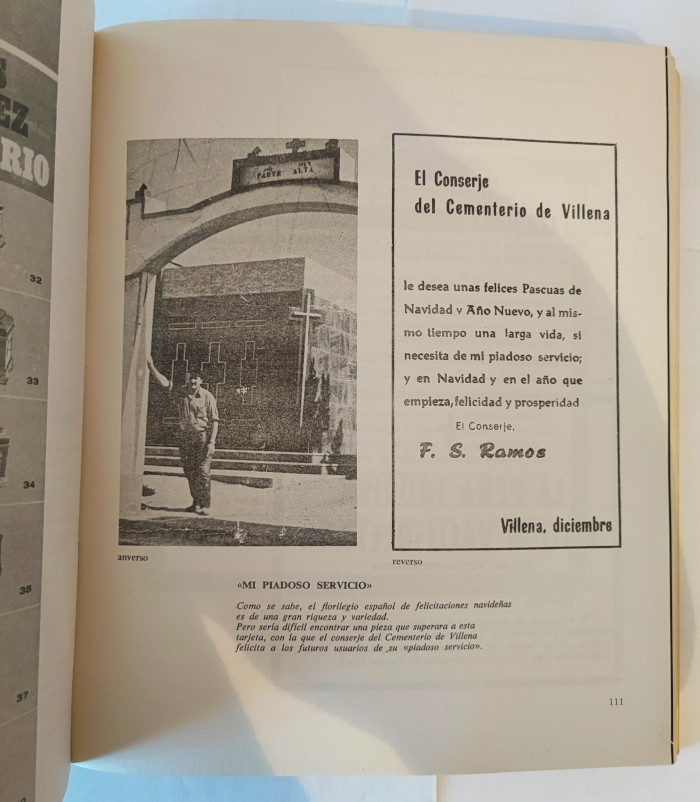 S
EZ
RIO
32
33
34
35
37
PARTE ALTA
El Conserje
del Cementerio de Villena
le desea unas felices Pascuas de
Navidad y Año Nuevo, y al mis-
mo tiempo una larga vida, si
necesita de mi piadoso servicio;
y en Navidad y en el año que
empieza, felicidad y prosperidad
El Conserje,
F. S. Ramos
Villena, diciembre
anverso
reverso
«MI PIADOSO SERVICIO»
Como se sabe, el florilegio español de felicitaciones navideñas
es de una gran riqueza y variedad.
Pero sería difícil encontrar una pieza que superara a esta
tarjeta, con la que el conserje del Cementerio de Villena
felicita a los futuros usuarios de su «piadoso servicio».
111